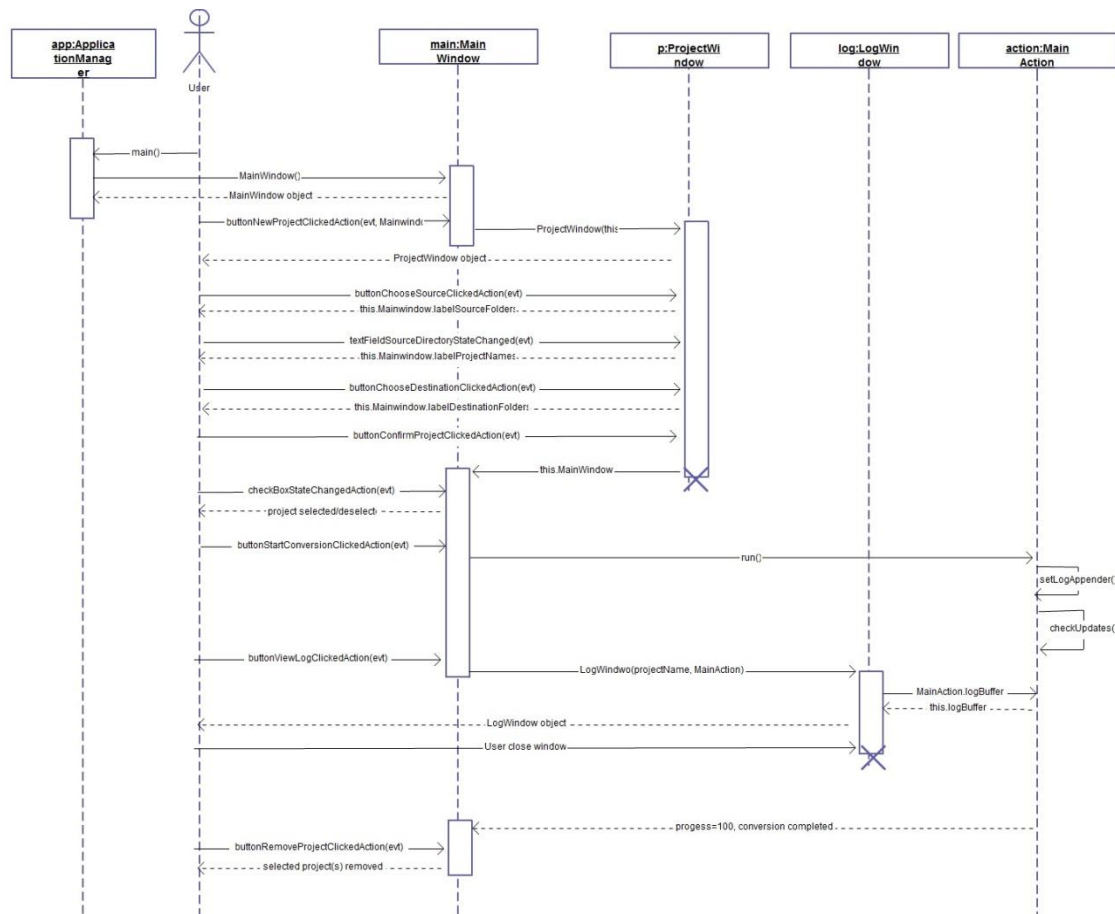 app:Applica
tionManag
er
User
main:Main
Window
p:ProjectWi
ndow
log:LogWin
dow
action:Main
Action
main()
MainWindow()
MainWindow object
buttonNewProjectClickedAction(evt, Mainwind
ProjectWindow(this
ProjectWindow object
buttonChooseSourceClickedAction(evt)
this.Mainwindow.labelSourceFolders
textFieldSourceDirectoryStateChanged(evt)
this.Mainwindow.labelProjectNames
buttonChooseDestinationClickedAction(evt)
this.Mainwindow.labelDestinationFolders
buttonConfirmProjectClickedAction(evt)
this.MainWindow
checkBoxStateChangedAction(evt)
project selected/deselect
buttonStartConversionClickedAction(evt)
run()
setLogAppender()
checkUpdates(
buttonViewLogClickedAction(evt)
LogWindwo(projectName, MainAction)
MainAction.logBuffer
this.logBuffer
LogWindow object
User close window
progess=100, conversion completed
buttonRemoveProjectClickedAction(evt)
selected project(s) removed